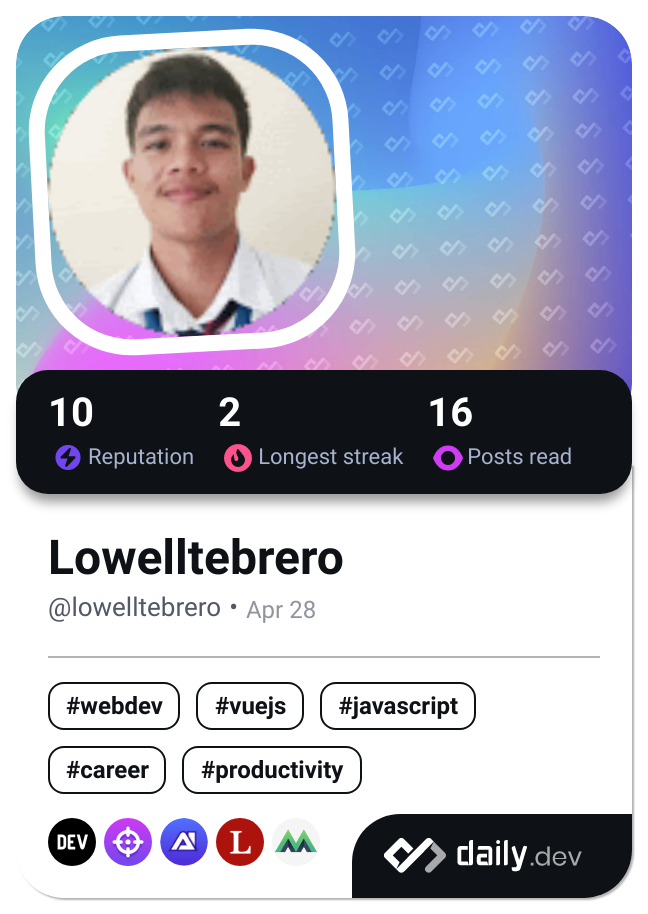 10 2 16
Reputation Longest streak Posts read
Lowelltebrero
@lowelltebrero • Apr 28
#webdev #vuejs #javascript
#career #productivity
DEV L daily.dev